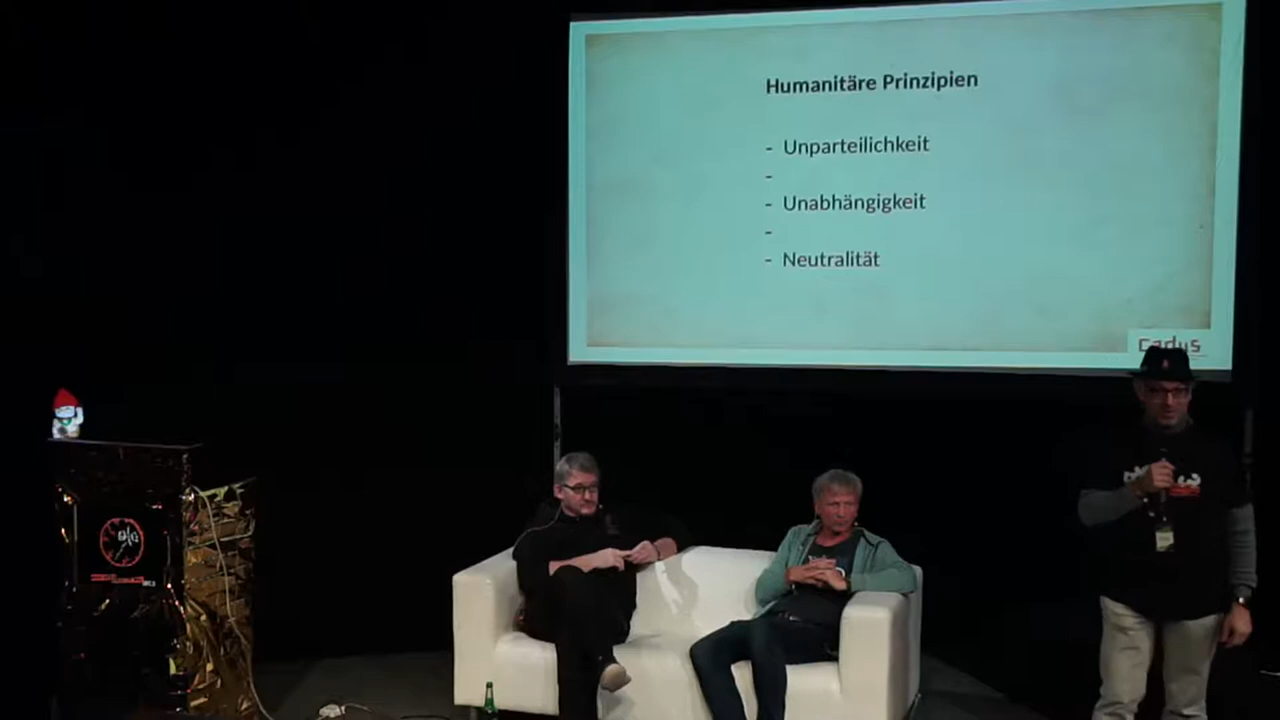 Humanitäre Prinzipien
- Unparteilichkeit
-
- Unabhängigkeit
-
- Neutralität
cadus